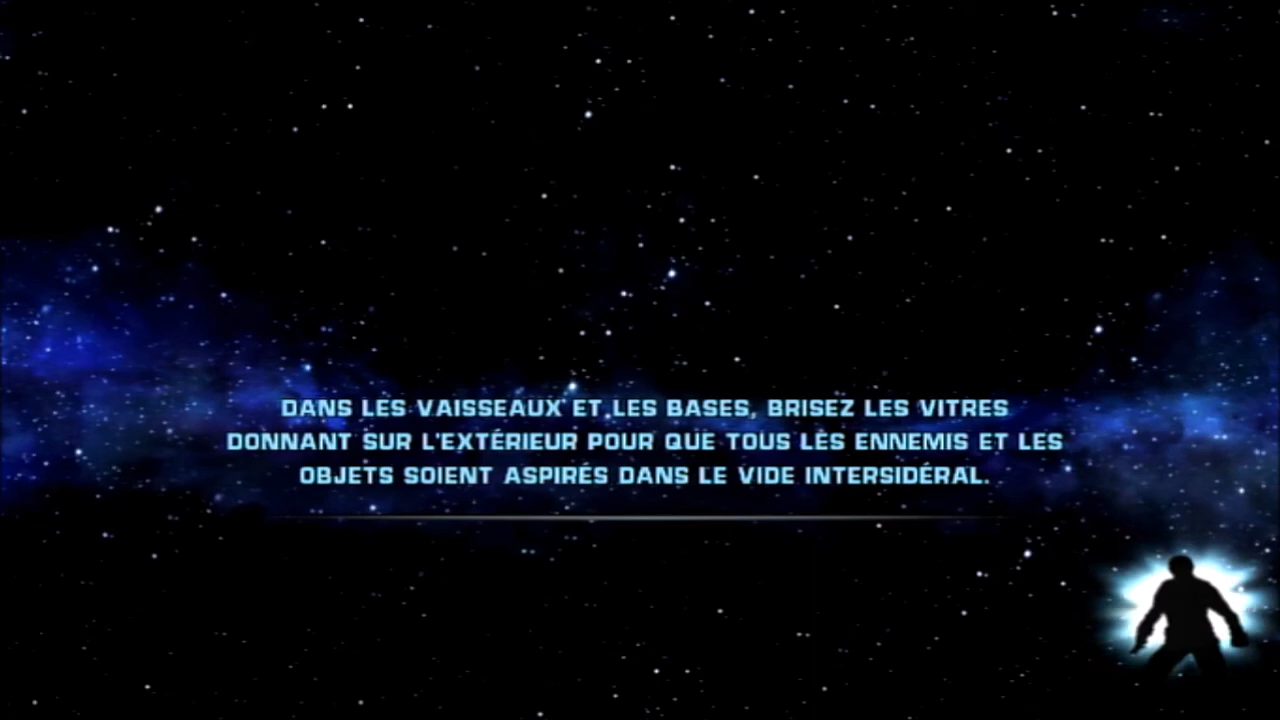 DANS LES VAISSEAUX ET LES BASES, BRISEZ LES VITRES
DONNANT SUR L'EXTÉRIEUR POUR QUE TOUS LES ENNEMIS ET LES
OBJETS SOIENT ASPIRÉS DANS LE VIDE INTERSIDÉRAL.